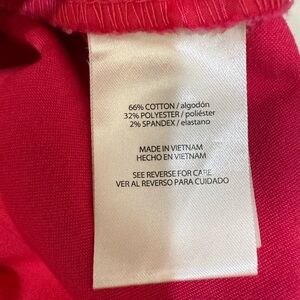 66% COTTON / algodón
32% POLYESTER / poliéster
2% SPANDEX / elastano
MADE IN VIETNAM
HECHO EN VIETNAM
SEE REVERSE FOR CARE
VER AL REVERSO PARA CUIDADO